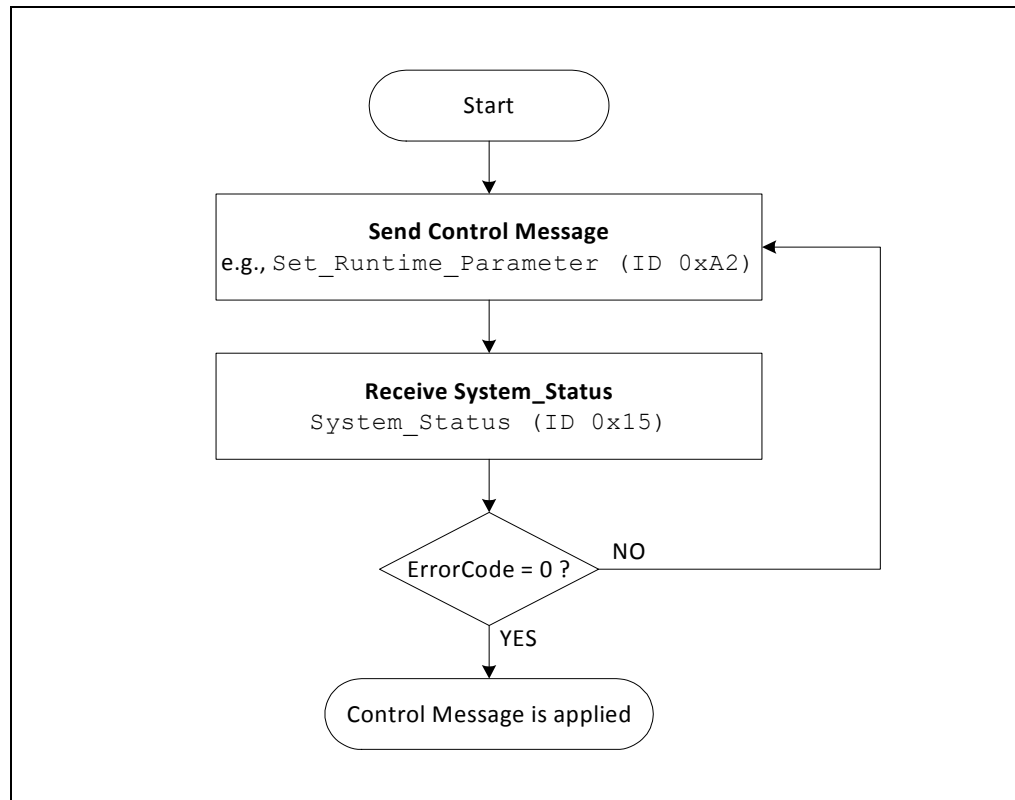 Start
Send Control Message
e.g., Set_Runtime_Parameter (ID 0xA2)
Receive System_Status
System_Status (ID 0x15)
ErrorCode = 0 ?
NO
YES
Control Message is applied